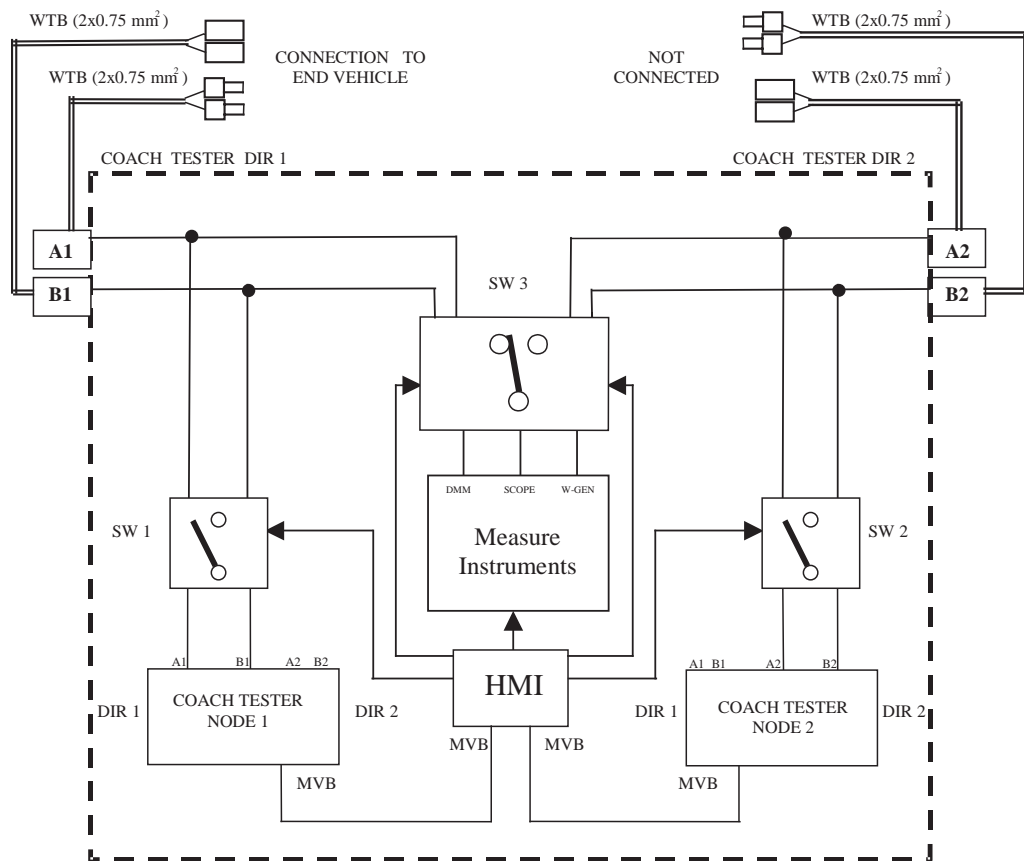 WTB (2x0.75 mm²)
WTB (2x0.75 mm²)
CONNECTION TO
END VEHICLE
NOT
CONNECTED
WTB (2x0.75 mm²)
WTB (2x0.75 mm²)
COACH TESTER DIR 1
COACH TESTER DIR 2
A1
A2
B1
B2
SW 3
DMM
SCOPE
W-GEN
Measure
Instruments
SW 1
SW 2
A1
B1
A2
B2
A1
B1
A2
B2
HMI
DIR 1
COACH TESTER
NODE 1
DIR 2
DIR 1
COACH TESTER
NODE 2
DIR 2
MVB
MVB
MVB
MVB